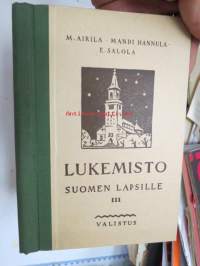 M. AIRILA · MANDI HANNULA ·
E. SALOLA
LUKEMISTO
SUOMEN LAPSILLE
III
VALISTUS